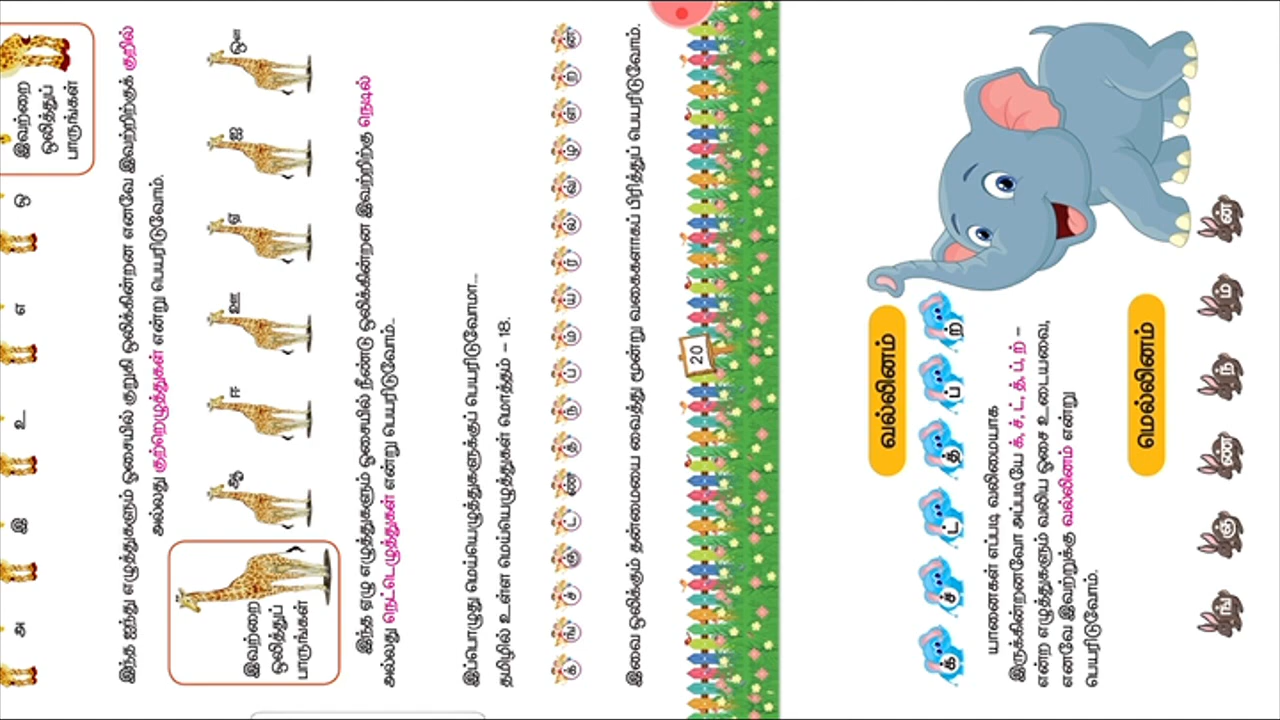 அ இ உ எ ஒ
இவற்றை
ஒலித்துப்
பாருங்கள்
இந்த ஐந்து எழுத்துகளும் ஓசையில் குறுகி ஒலிக்கின்றன எனவே இவற்றிற்குக் குறில்
அல்லது குற்றெழுத்துகள் என்று பெயரிடுவோம்.
ஆ ஈ ஊ ஏ ஐ ஔ
இவற்றை
ஒலித்துப்
பாருங்கள்
இந்த ஏழு எழுத்துகளும் ஓசையில் நீண்டு ஒலிக்கின்றன இவற்றிற்கு நெடில்
அல்லது நெட்டெழுத்துகள் என்று பெயரிடுவோம்..
இப்பொழுது மெய்யெழுத்துகளுக்குப் பெயரிடுவோமா...
தமிழில் உள்ள மெய்யெழுத்துகள் மொத்தம் – 18.
க் ங் ச் ஞ் ட் ண் த் ந் ப் ம் ய் ர் ல் வ் ழ் ள் ற் ன்
இவை ஒலிக்கும் தன்மையை வைத்து மூன்று வகைகளாகப் பிரித்துப் பெயரிடுவோம்.
20
வல்லினம்
க் ச் ட் த் ப் ற்
யானைகள் எப்படி வலிமையாக
இருக்கின்றனவோ அப்படியே க், ச், ட், த், ப், ற் –
என்ற எழுத்துகளும் வலிய ஓசை உடையவை,
எனவே இவற்றுக்கு வல்லினம் என்று
பெயரிடுவோம்.
மெல்லினம்
ங் ஞ் ண் ந் ம் ன்